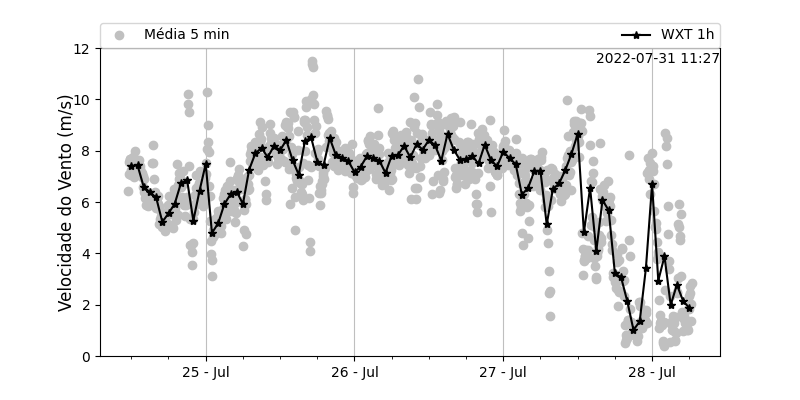 Média 5 min
WXT 1h
2022-07-31 11:27
Velocidade do Vento (m/s)
12
10
8
6
4
2
0
25 - Jul
26 - Jul
27 - Jul
28 - Jul